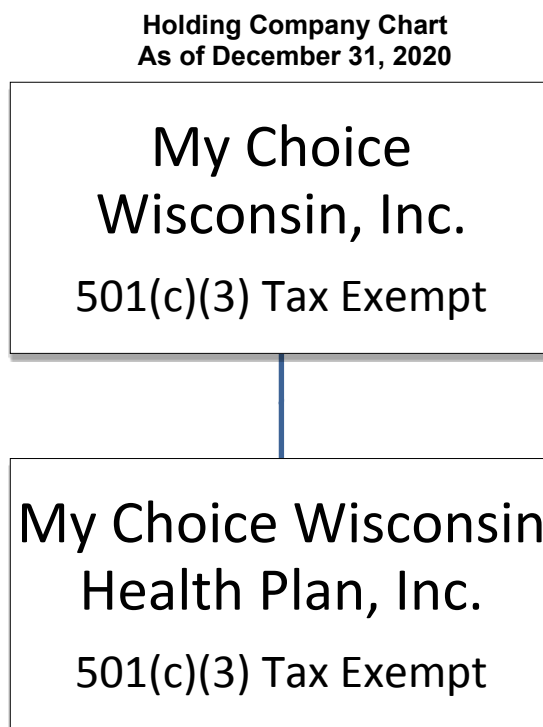 Holding Company Chart
As of December 31, 2020
My Choice
Wisconsin, Inc.
501(c)(3) Tax Exempt
My Choice Wisconsin
Health Plan, Inc.
501(c)(3) Tax Exempt